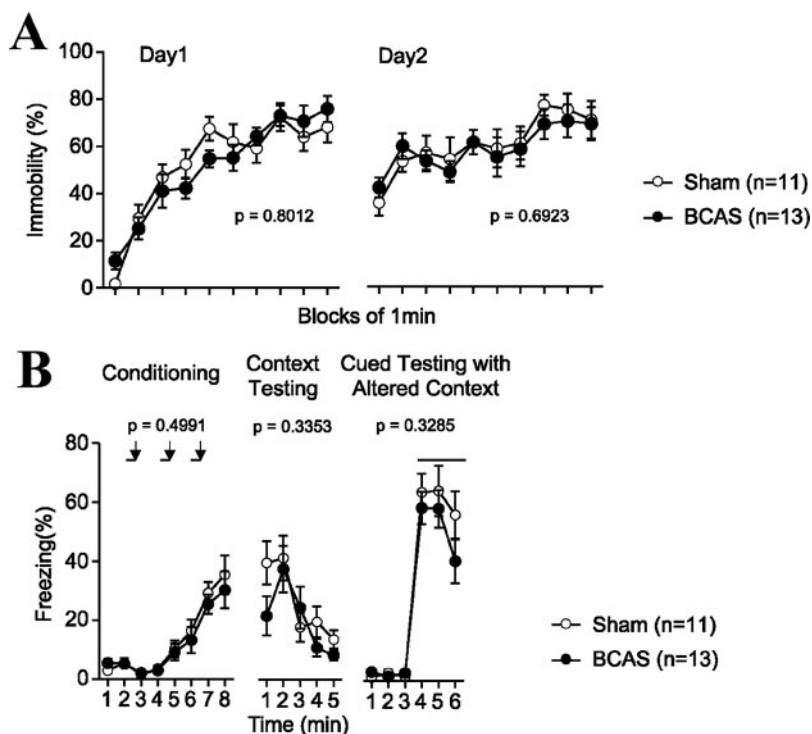 A
Day1
Day2
100
80
60
40
20
0
Immobility (%)
p = 0.8012
p = 0.6923
Sham (n=11)
BCAS (n=13)
Blocks of 1min
B
Conditioning
Context
Testing
Cued Testing with
Altered Context
p = 0.4991
p = 0.3353
p = 0.3285
80
60
40
20
0
Freezing(%)
1 2 3 4 5 6 7 8
1 2 3 4 5
1 2 3 4 5 6
Time (min)
Sham (n=11)
BCAS (n=13)